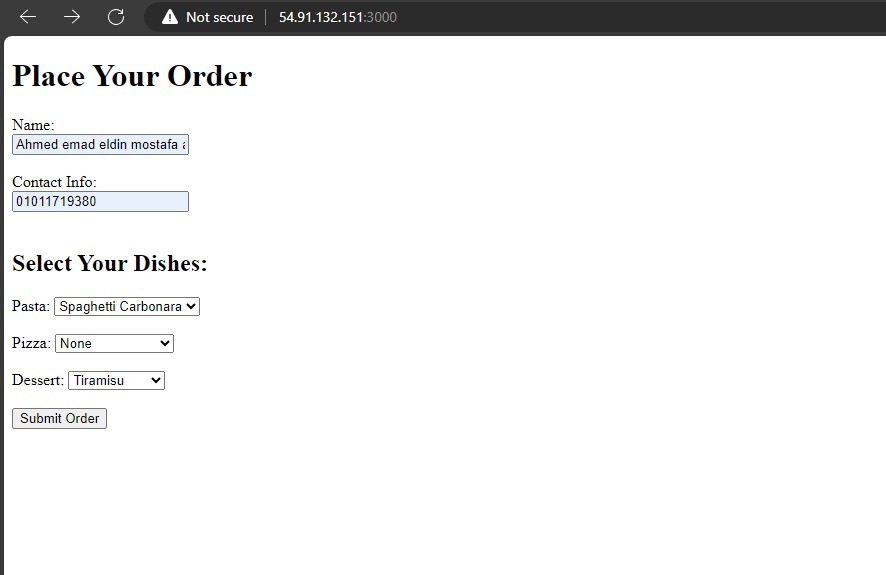 Not secure 54.91.132.151:3000
Place Your Order
Name:
Ahmed emad eldin mostafa
Contact Info:
01011719380
Select Your Dishes:
Pasta: Spaghetti Carbonara
Pizza: None
Dessert: Tiramisu
Submit Order